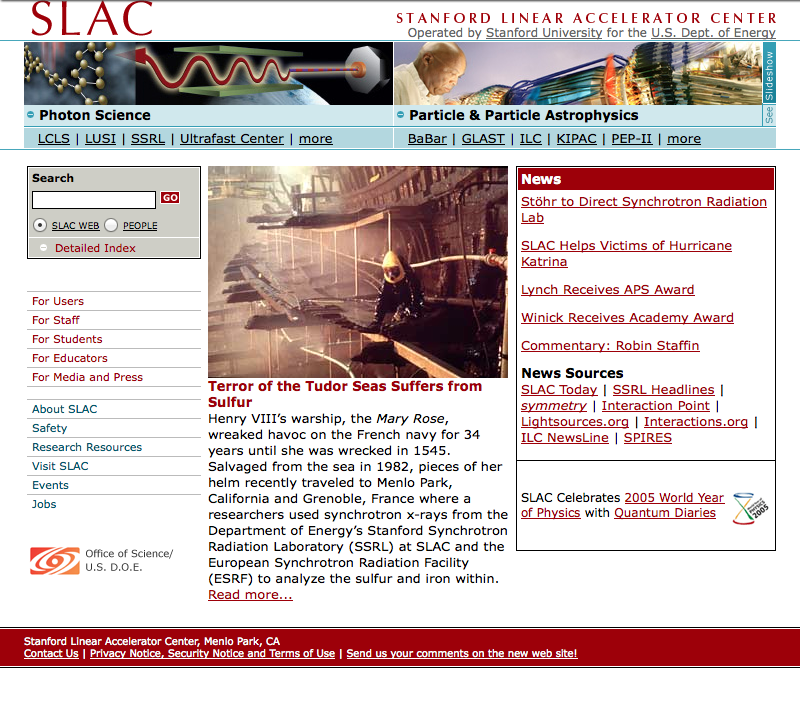 SLAC
STANFORD LINEAR ACCELERATOR CENTER
Operated by Stanford University for the U.S. Dept. of Energy
See Slideshow
Photon Science
LCLS | LUSI | SSRL | Ultrafast Center | more
Particle & Particle Astrophysics
BaBar | GLAST | ILC | KIPAC | PEP-II | more
Search
GO
SLAC WEB PEOPLE
Detailed Index
For Users
For Staff
For Students
For Educators
For Media and Press
About SLAC
Safety
Research Resources
Visit SLAC
Events
Jobs
Office of Science/
U.S. D.O.E.
Terror of the Tudor Seas Suffers from
Sulfur
Henry VIII's warship, the Mary Rose,
wreaked havoc on the French navy for 34
years until she was wrecked in 1545.
Salvaged from the sea in 1982, pieces of her
helm recently traveled to Menlo Park,
California and Grenoble, France where a
researchers used synchrotron x-rays from the
Department of Energy's Stanford Synchrotron
Radiation Laboratory (SSRL) at SLAC and the
European Synchrotron Radiation Facility
(ESRF) to analyze the sulfur and iron within.
Read more...
News
Stöhr to Direct Synchrotron Radiation
Lab
SLAC Helps Victims of Hurricane
Katrina
Lynch Receives APS Award
Winick Receives Academy Award
Commentary: Robin Staffin
News Sources
SLAC Today | SSRL Headlines |
symmetry | Interaction Point |
Lightsources.org | Interactions.org |
ILC NewsLine | SPIRES
SLAC Celebrates 2005 World Year
of Physics with Quantum Diaries
2005
Stanford Linear Accelerator Center, Menlo Park, CA
Contact Us | Privacy Notice, Security Notice and Terms of Use | Send us your comments on the new web site!